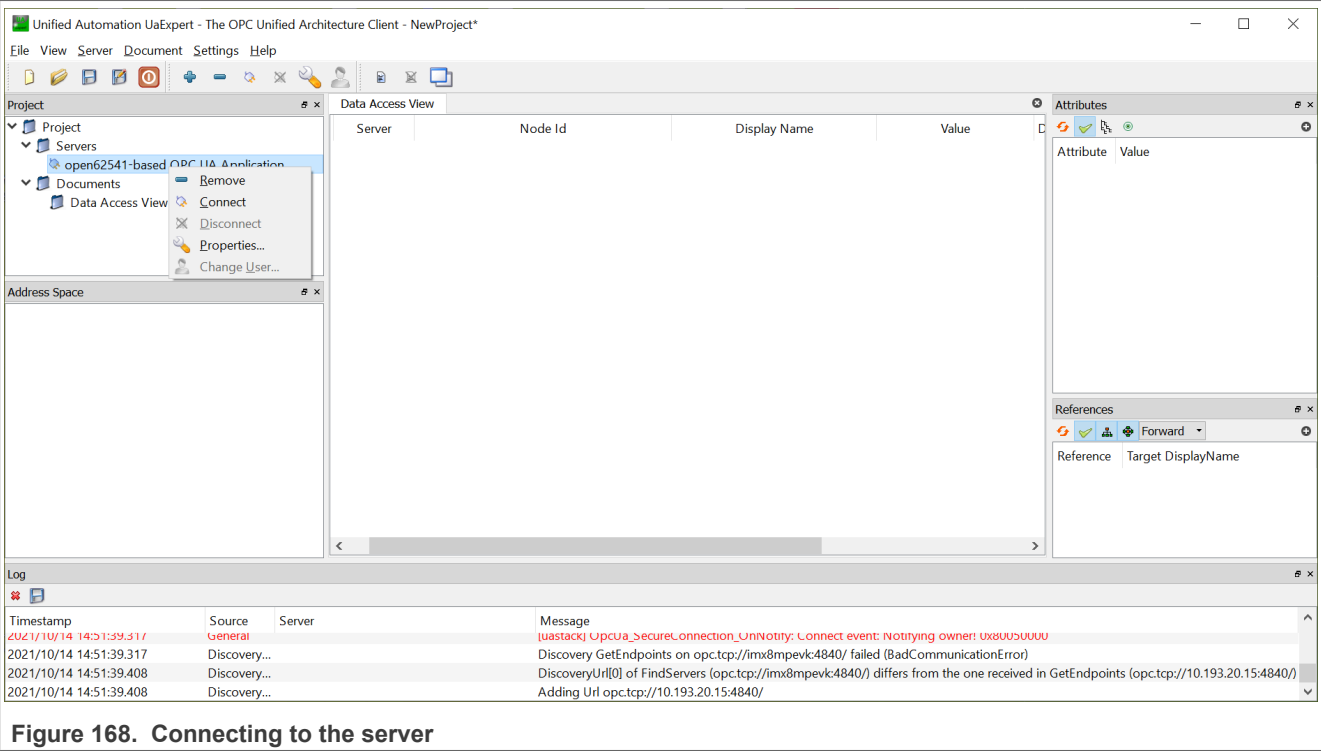 Unified Automation UaExpert - The OPC Unified Architecture Client - NewProject*
File View Server Document Settings Help
Project
Project
Servers
open62541-based OPC UA Application
Documents
Data Access View
Remove
Connect
Disconnect
Properties...
Change User...
Address Space
Data Access View
Server Node Id Display Name Value D
Attributes
Attribute Value
References
Forward
Reference Target DisplayName
Log
Timestamp Source Server Message
2021/10/14 14:51:39.317 General [uastack] OpcUa_SecureConnection_OnNotify: Connect event: Notifying owner! 0x80050000
2021/10/14 14:51:39.317 Discovery... Discovery GetEndpoints on opc.tcp://imx8mpevk:4840/ failed (BadCommunicationError)
2021/10/14 14:51:39.408 Discovery... DiscoveryUrl[0] of FindServers (opc.tcp://imx8mpevk:4840/) differs from the one received in GetEndpoints (opc.tcp://10.193.20.15:4840/)
2021/10/14 14:51:39.408 Discovery... Adding Url opc.tcp://10.193.20.15:4840/
Figure 168. Connecting to the server